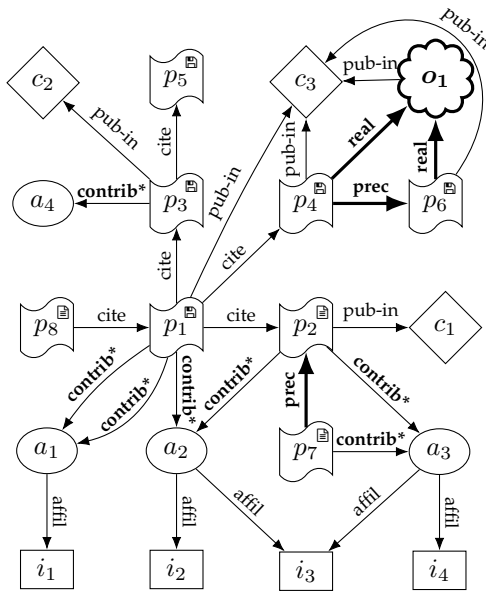 pub-in
c2
p5
c3
pub-in
o1
pub-in
cite
pub-in
real
real
a4
contrib*
p3
pub-in
p4
prec
p6
cite
cite
p8
cite
p1
cite
p2
pub-in
c1
contrib*
contrib*
contrib*
contrib*
prec
contrib*
a1
a2
p7
contrib*
a3
affil
affil
affil
affil
affil
i1
i2
i3
i4